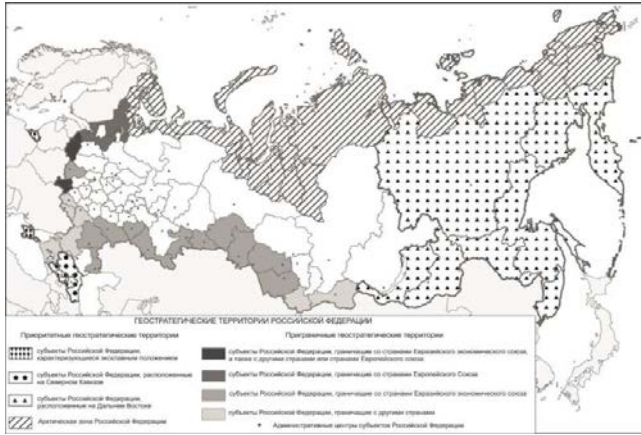 ГЕОСТРАТЕГИЧЕСКИЕ ТЕРРИТОРИИ РОССИЙСКОЙ ФЕДЕРАЦИИ
Приоритетные геостратегические территории
субъекты Российской Федерации,
характеризующиеся эксклавным положением
субъекты Российской Федерации, расположенные
на Северном Кавказе
субъекты Российской Федерации,
расположенные на Дальнем Востоке
Арктическая зона Российской Федерации
Приграничные геостратегические территории
субъекты Российской Федерации, граничащие со странами Евразийского экономического союза,
а также с другими странами или странами Европейского союза
субъекты Российской Федерации, граничащие со странами Европейского Союза
субъекты Российской Федерации, граничащие со странами Евразийского экономического союза
субъекты Российской Федерации, граничащие с другими странами
Административные центры субъектов Российской Федерации